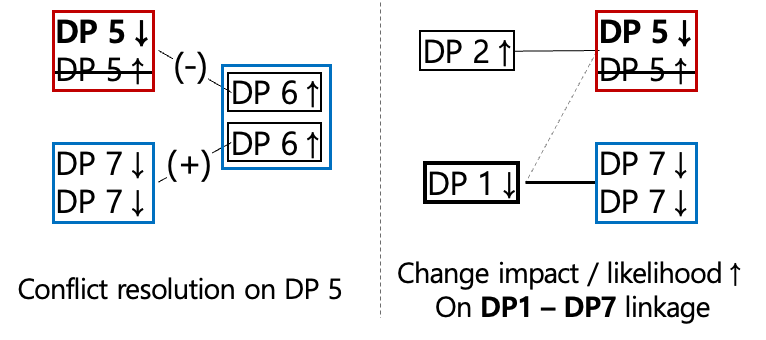 DP 5↓
DP 5↑
(-)
DP 6↑
DP 6↑
(+)
DP 7↓
DP 7↓
Conflict resolution on DP 5
DP 2↑
DP 5↓
DP 5↑
DP 1↓
DP 7↓
DP 7↓
Change impact / likelihood↑
On DP1 – DP7 linkage